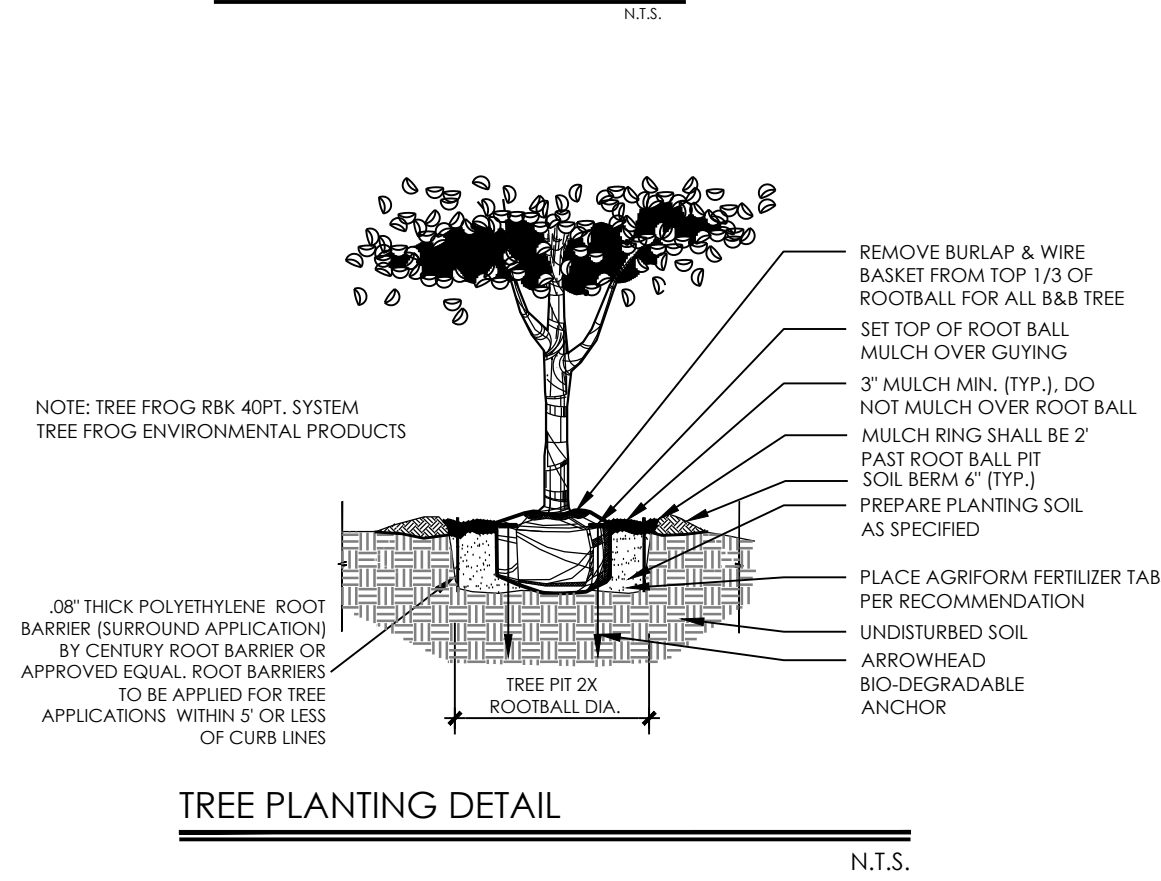 N.T.S.
REMOVE BURLAP & WIRE
BASKET FROM TOP 1/3 OF
ROOTBALL FOR ALL B&B TREE
SET TOP OF ROOT BALL
MULCH OVER GUYING
3" MULCH MIN. (TYP.), DO
NOT MULCH OVER ROOT BALL
MULCH RING SHALL BE 2'
PAST ROOT BALL PIT
SOIL BERM 6" (TYP.)
PREPARE PLANTING SOIL
AS SPECIFIED
PLACE AGRIFORM FERTILIZER TAB
PER RECOMMENDATION
UNDISTURBED SOIL
ARROWHEAD
BIO-DEGRADABLE
ANCHOR
NOTE: TREE FROG RBK 40PT. SYSTEM
TREE FROG ENVIRONMENTAL PRODUCTS
.08" THICK POLYETHYLENE ROOT
BARRIER (SURROUND APPLICATION)
BY CENTURY ROOT BARRIER OR
APPROVED EQUAL. ROOT BARRIERS
TO BE APPLIED FOR TREE
APPLICATIONS WITHIN 5' OR LESS
OF CURB LINES
TREE PIT 2X
ROOTBALL DIA.
TREE PLANTING DETAIL
N.T.S.